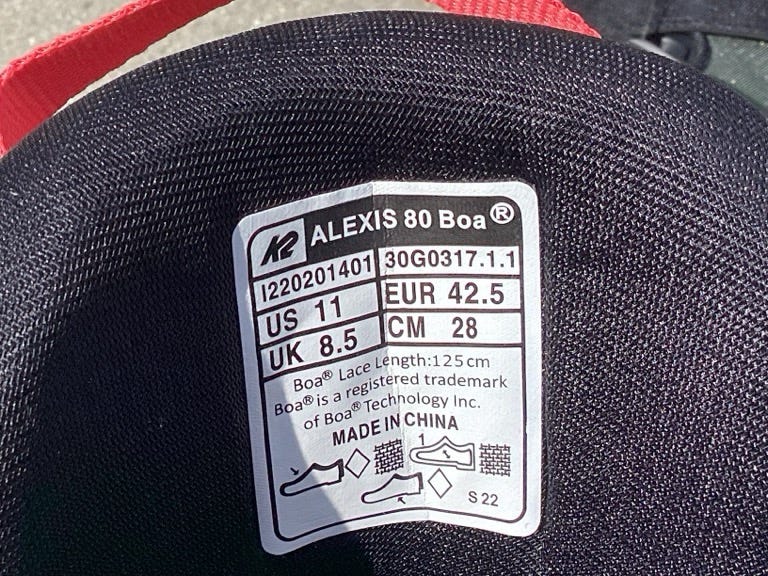 K2 ALEXIS 80 Boa®
I220201401 30G0317.1.1
US 11 EUR 42.5
UK 8.5 CM 28
Boa® Lace Length:125cm
Boa® is a registered trademark
of Boa® Technology Inc.
MADE IN CHINA
1
S 22